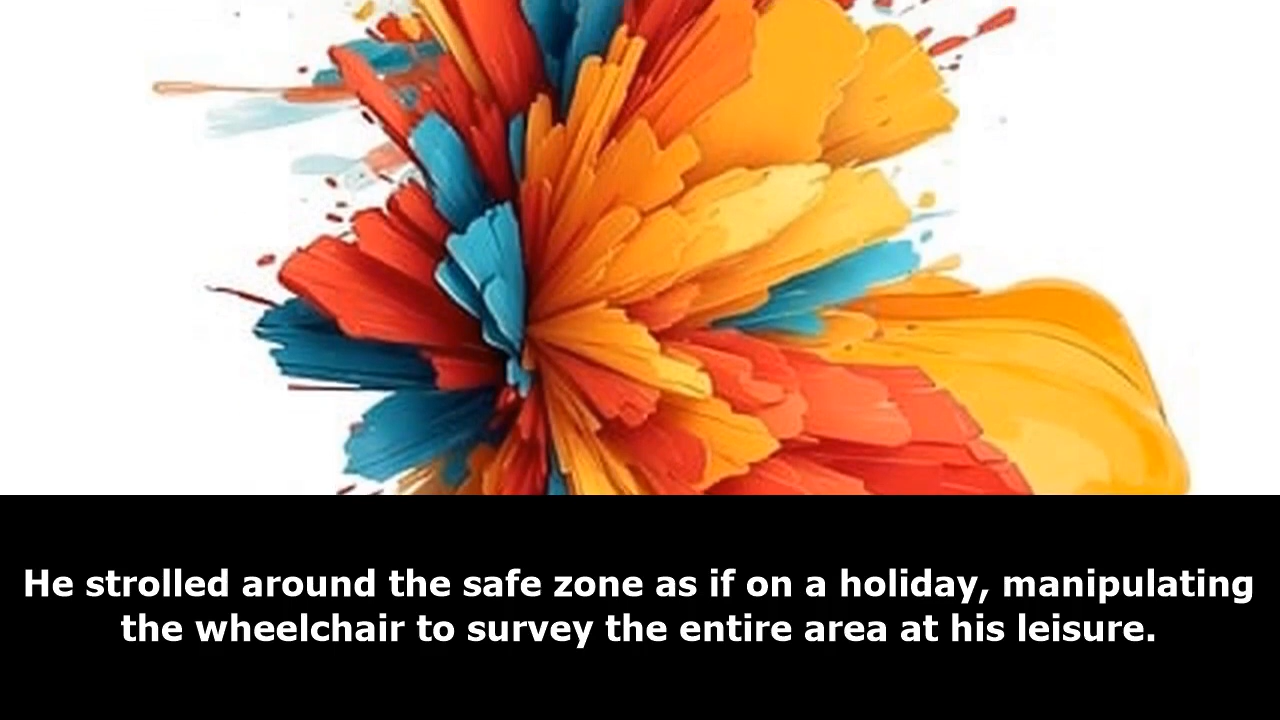 He strolled around the safe zone as if on a holiday, manipulating
the wheelchair to survey the entire area at his leisure.